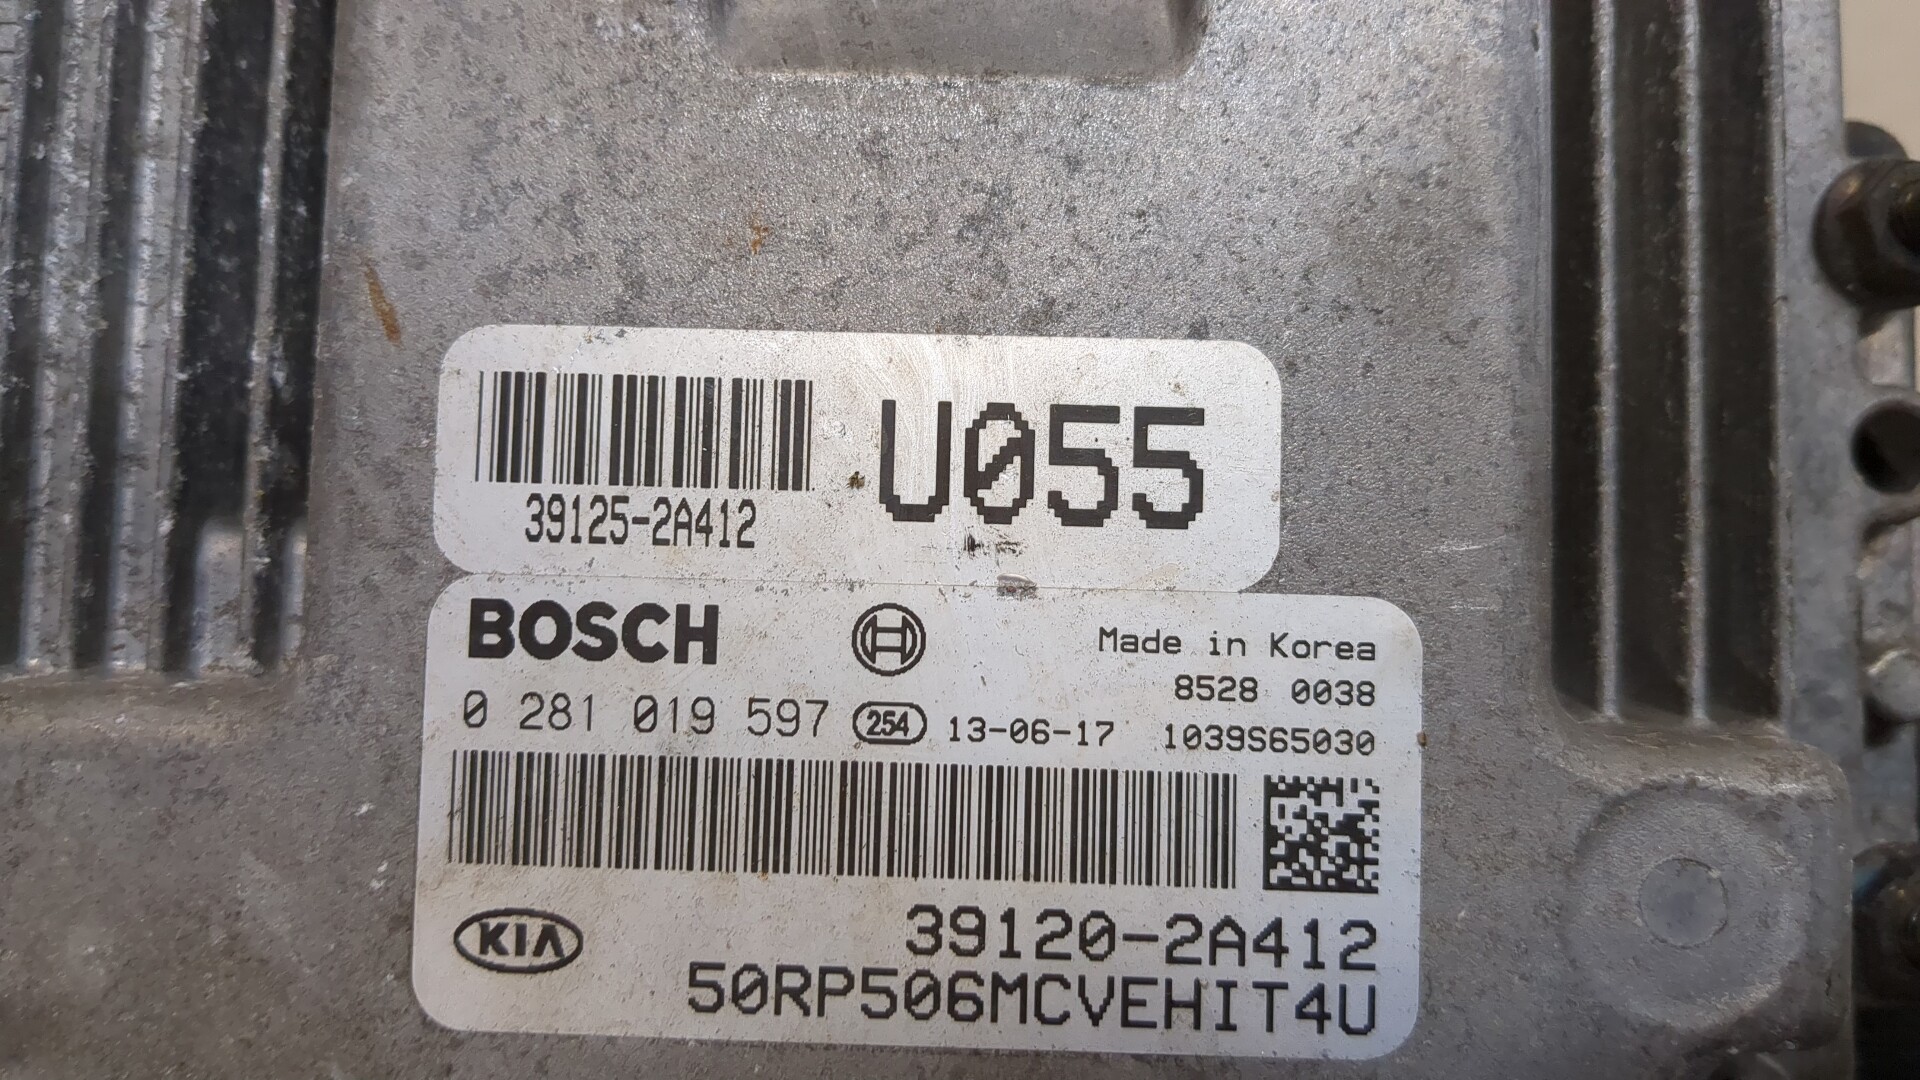 39125-2A412
U055
BOSCH
Made in Korea
8528 0038
0 281 019 597 254 13-06-17 1039S65030
KIA
39120-2A412
50RP506MCVEHIT4U